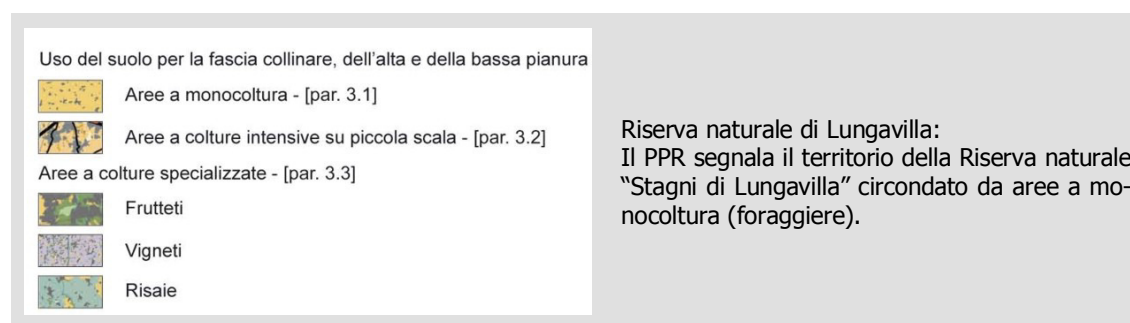 Uso del suolo per la fascia collinare, dell'alta e della bassa pianura
Aree a monocoltura - [par. 3.1]
Aree a colture intensive su piccola scala - [par. 3.2]
Aree a colture specializzate - [par. 3.3]
Frutteti
Vigneti
Risaie
Riserva naturale di Lungavilla:
Il PPR segnala il territorio della Riserva naturale
“Stagni di Lungavilla” circondato da aree a mo-
nocoltura (foraggiere).